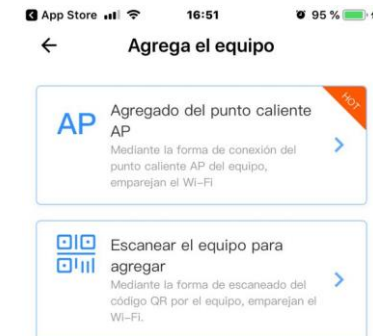 App Store 16:51 95 %
Agrega el equipo
HOT
AP
Agregado del punto caliente
AP
Mediante la forma de conexión del
punto caliente AP del equipo,
emparejan el Wi-Fi
Escanear el equipo para
agregar
Mediante la forma de escaneado del
código QR por el equipo, emparejan el
Wi-Fi.